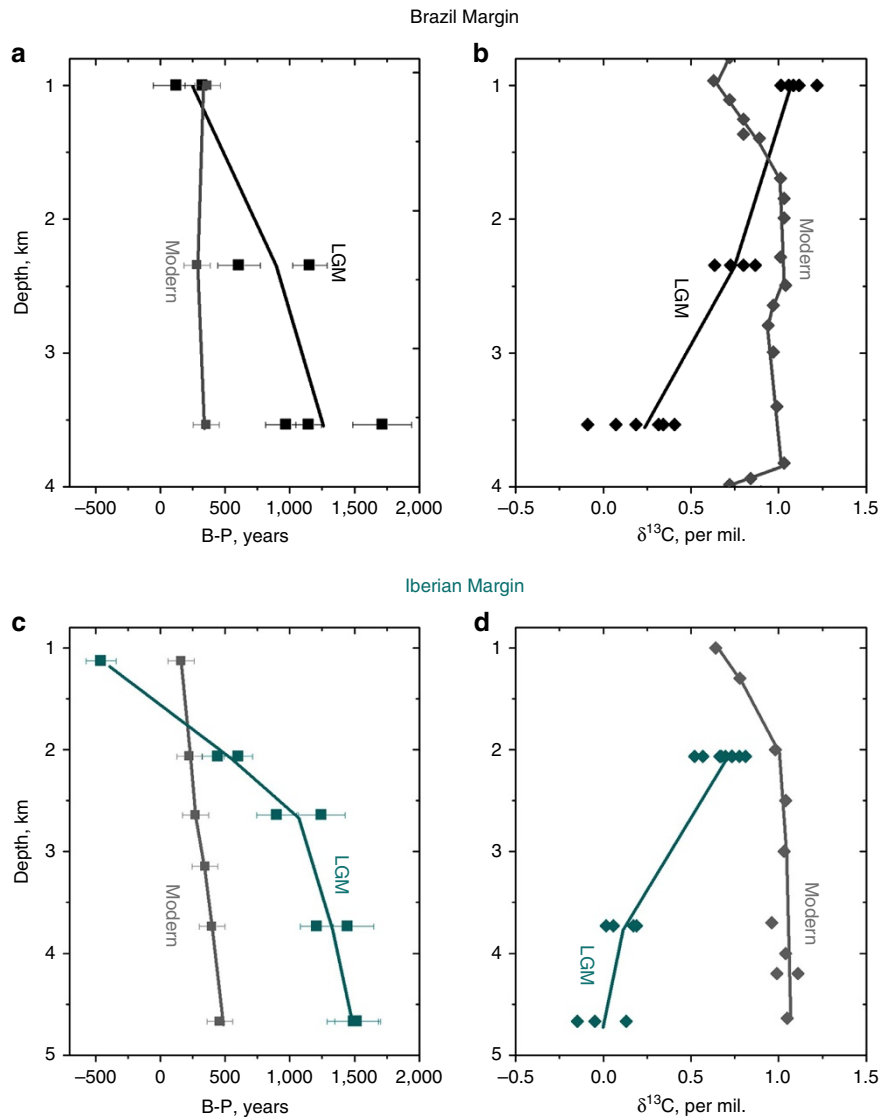 Brazil Margin
a
b
1
2
3
4
Depth, km
Modern
LGM
–500
0
500
1,000
1,500
2,000
B-P, years
LGM
Modern
–0.5
0.0
0.5
1.0
1.5
δ13C, per mil.
Iberian Margin
c
d
1
2
3
4
5
Depth, km
Modern
LGM
–500
0
500
1,000
1,500
2,000
B-P, years
LGM
Modern
–0.5
0.0
0.5
1.0
1.5
δ13C, per mil.